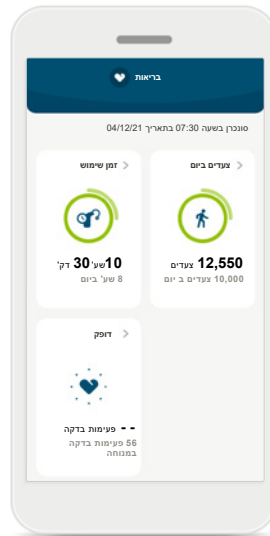 בריאות
סונכרן בשעה 07:30 בתאריך 04/12/21
צעדים ביום
12,550 צעדים
10,000 צעדים ב יום
זמן שימוש
10שע' 30 דק'
8 שע' ביום
דופק
- - פעימות בדקה
56 פעימות בדקה
במנוחה